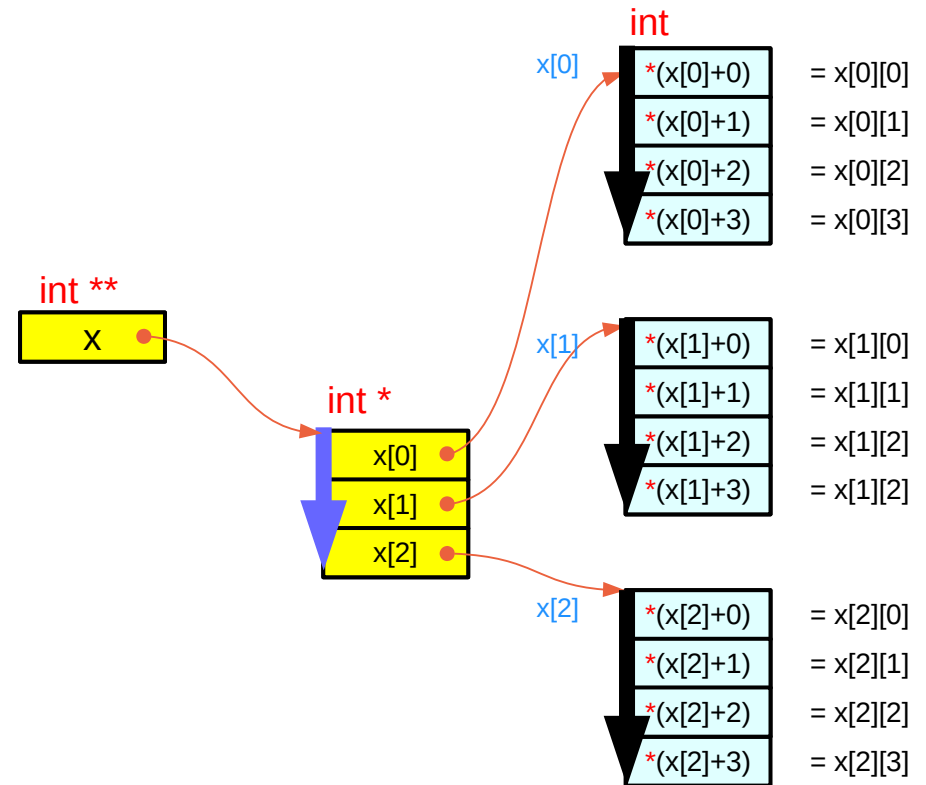 int
x[0]
*(x[0]+0) = x[0][0]
*(x[0]+1) = x[0][1]
*(x[0]+2) = x[0][2]
*(x[0]+3) = x[0][3]
int **
x
x[1]
*(x[1]+0) = x[1][0]
*(x[1]+1) = x[1][1]
*(x[1]+2) = x[1][2]
*(x[1]+3) = x[1][2]
int *
x[0]
x[1]
x[2]
x[2]
*(x[2]+0) = x[2][0]
*(x[2]+1) = x[2][1]
*(x[2]+2) = x[2][2]
*(x[2]+3) = x[2][3]